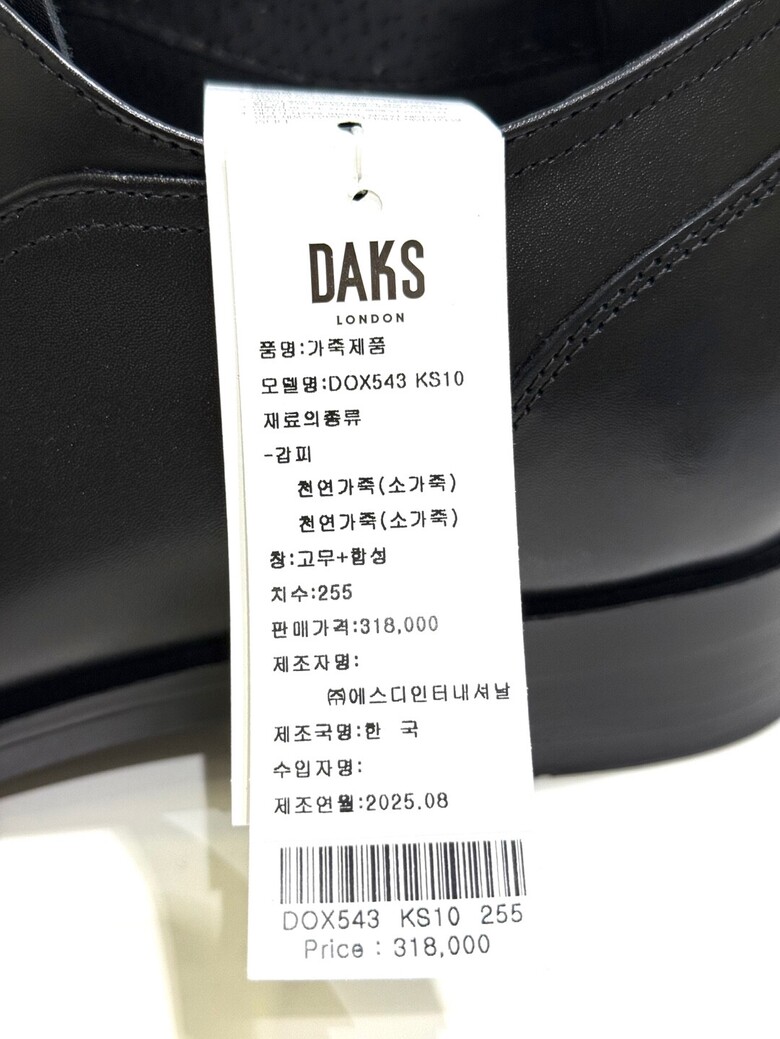 DAKS
LONDON
품명:가죽제품
모델명:DOX543 KS10
재료의종류
-갑피
천연가죽(소가죽)
천연가죽(소가죽)
창:고무+합성
치수:255
판매가격:318,000
제조자명:
㈜에스디인터내셔날
제조국명:한 국
수입자명:
제조연월:2025.08
DOX543 KS10 255
Price : 318,000